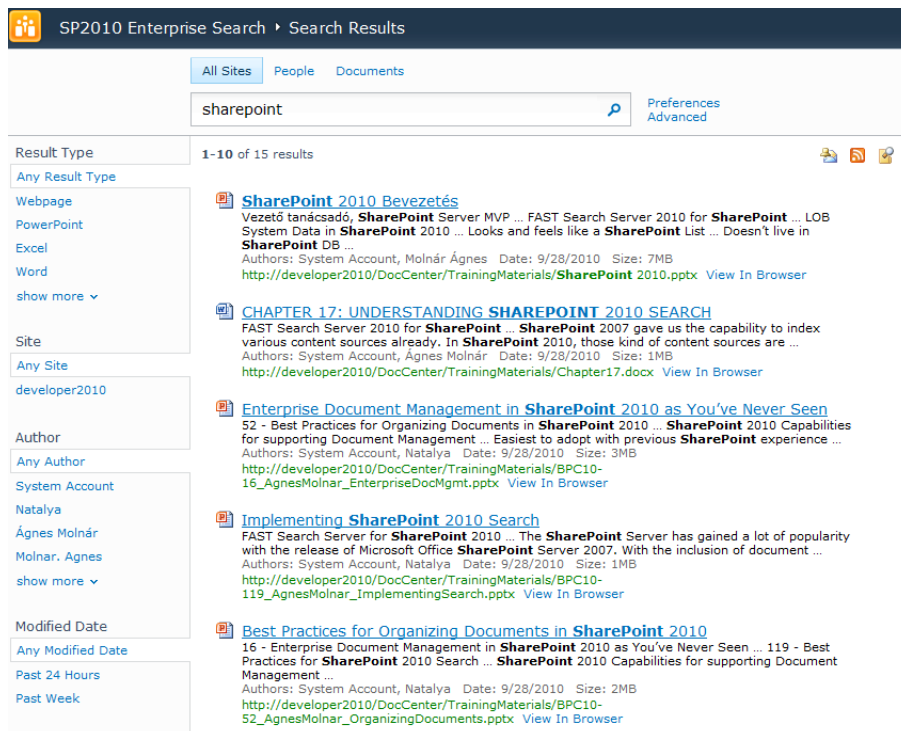 SP2010 Enterprise Search ▸ Search Results
All Sites People Documents
sharepoint
Preferences
Advanced
Result Type
Any Result Type
Webpage
PowerPoint
Excel
Word
show more
Site
Any Site
developer2010
Author
Any Author
System Account
Natalya
Ágnes Molnár
Molnar. Agnes
show more
Modified Date
Any Modified Date
Past 24 Hours
Past Week
1-10 of 15 results
SharePoint 2010 Bevezetés
Vezető tanácsadó, SharePoint Server MVP ... FAST Search Server 2010 for SharePoint ... LOB
System Data in SharePoint 2010 ... Looks and feels like a SharePoint List ... Doesn't live in
SharePoint DB ...
Authors: System Account, Molnár Ágnes Date: 9/28/2010 Size: 7MB
http://developer2010/DocCenter/TrainingMaterials/SharePoint 2010.pptx View In Browser
CHAPTER 17: UNDERSTANDING SHAREPOINT 2010 SEARCH
FAST Search Server 2010 for SharePoint ... SharePoint 2007 gave us the capability to index
various content sources already. In SharePoint 2010, those kind of content sources are ...
Authors: System Account, Ágnes Molnár Date: 9/28/2010 Size: 1MB
http://developer2010/DocCenter/TrainingMaterials/Chapter17.docx View In Browser
Enterprise Document Management in SharePoint 2010 as You've Never Seen
52 - Best Practices for Organizing Documents in SharePoint 2010 ... SharePoint 2010 Capabilities
for supporting Document Management ... Easiest to adopt with previous SharePoint experience ...
Authors: System Account, Natalya Date: 9/28/2010 Size: 3MB
http://developer2010/DocCenter/TrainingMaterials/BPC10-
16_AgnesMolnar_EnterpriseDocMgmt.pptx View In Browser
Implementing SharePoint 2010 Search
FAST Search Server for SharePoint 2010 ... The SharePoint Server has gained a lot of popularity
with the release of Microsoft Office SharePoint Server 2007. With the inclusion of document ...
Authors: System Account, Natalya Date: 9/28/2010 Size: 1MB
http://developer2010/DocCenter/TrainingMaterials/BPC10-
119_AgnesMolnar_ImplementingSearch.pptx View In Browser
Best Practices for Organizing Documents in SharePoint 2010
16 - Enterprise Document Management in SharePoint 2010 as You've Never Seen ... 119 - Best
Practices for SharePoint 2010 Search ... SharePoint 2010 Capabilities for supporting Document
Management ...
Authors: System Account, Natalya Date: 9/28/2010 Size: 2MB
http://developer2010/DocCenter/TrainingMaterials/BPC10-
52_AgnesMolnar_OrganizingDocuments.pptx View In Browser